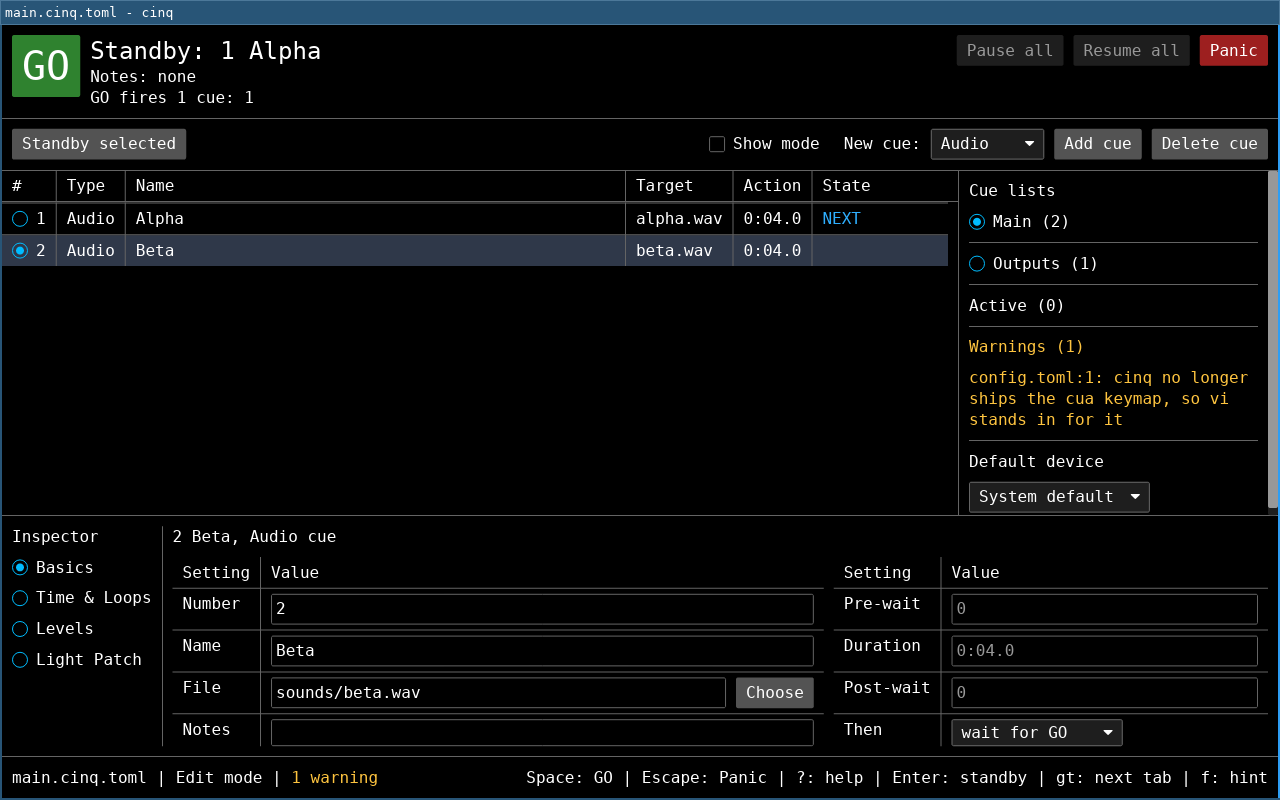 main.cinq.toml - cinq
GO
Standby: 1 Alpha
Notes: none
GO fires 1 cue: 1
Pause all
Resume all
Panic
Standby selected
Show mode
New cue:
Audio
Add cue
Delete cue
# Type Name Target Action State
1 Audio Alpha alpha.wav 0:04.0 NEXT
2 Audio Beta beta.wav 0:04.0
Cue lists
Main (2)
Outputs (1)
Active (0)
Warnings (1)
config.toml:1: cinq no longer
ships the cua keymap, so vi
stands in for it
Default device
System default
Inspector
Basics
Time & Loops
Levels
Light Patch
2 Beta, Audio cue
Setting Value
Number 2
Name Beta
File sounds/beta.wav Choose
Notes
Setting Value
Pre-wait 0
Duration 0:04.0
Post-wait 0
Then wait for GO
main.cinq.toml | Edit mode | 1 warning
Space: GO | Escape: Panic | ?: help | Enter: standby | gt: next tab | f: hint